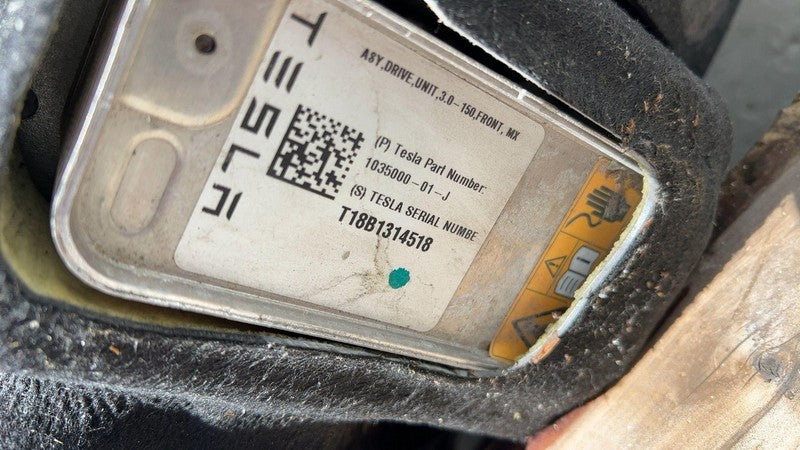 TESLA
ASY,DRIVE,UNIT,3.0-150,FRONT, MX
(P) Tesla Part Number:
1035000-01-J
(S) TESLA SERIAL NUMBE
T18B1314518